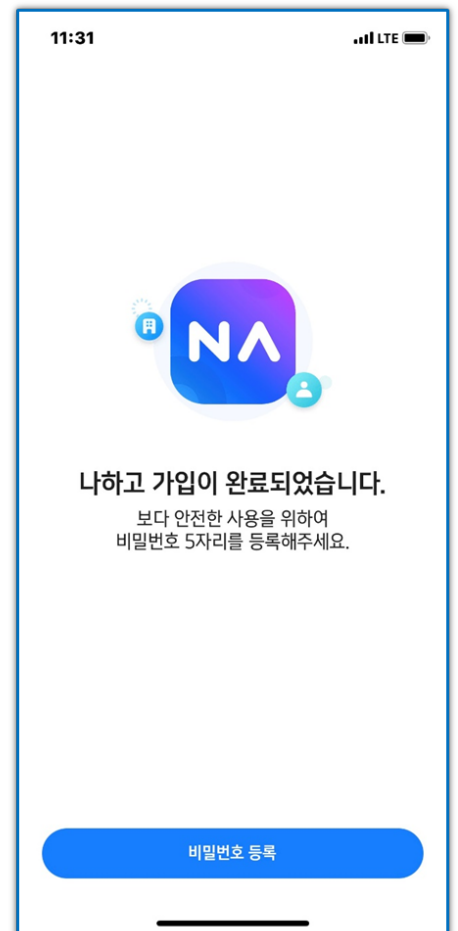 11:31
LTE
NA
나하고 가입이 완료되었습니다.
보다 안전한 사용을 위하여
비밀번호 5자리를 등록해주세요.
비밀번호 등록